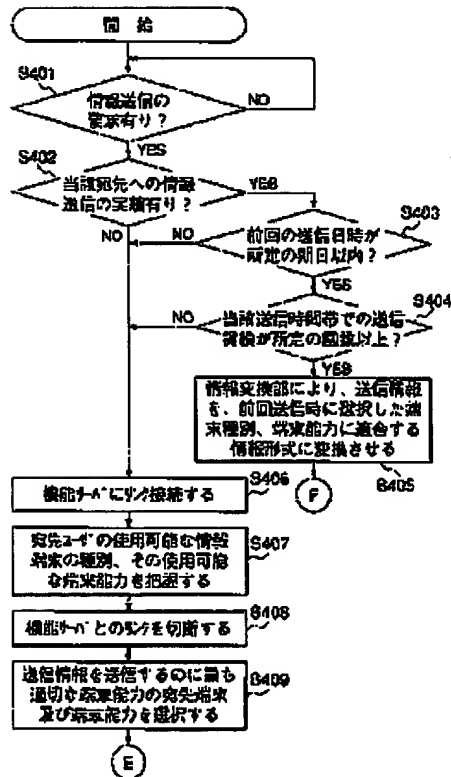 開始
S401
情報送信の
要求有り？
NO
YES
S402
当該宛先への情報
送信の実績有り？
YES
NO
S403
前回の送信日時が
所定の期日以内？
NO
YES
S404
当該送信時間帯での送信
実績が所定の回数以上？
NO
YES
情報変換部により、送信情報
を、前回送信時に選択した端
末種別、端末能力に適合する
情報形式に変換させる
S405
F
S406
機能ｻｰﾊﾞにﾘﾝｸ接続する
S407
宛先ﾕｰｻﾞの使用可能な情報
端末の種別、その使用可能
な端末能力を把握する
S408
機能ｻｰﾊﾞとのﾘﾝｸを切断する
S409
送信情報を送信するのに最も
適切な端末能力の宛先端末
及び端末能力を選択する
E